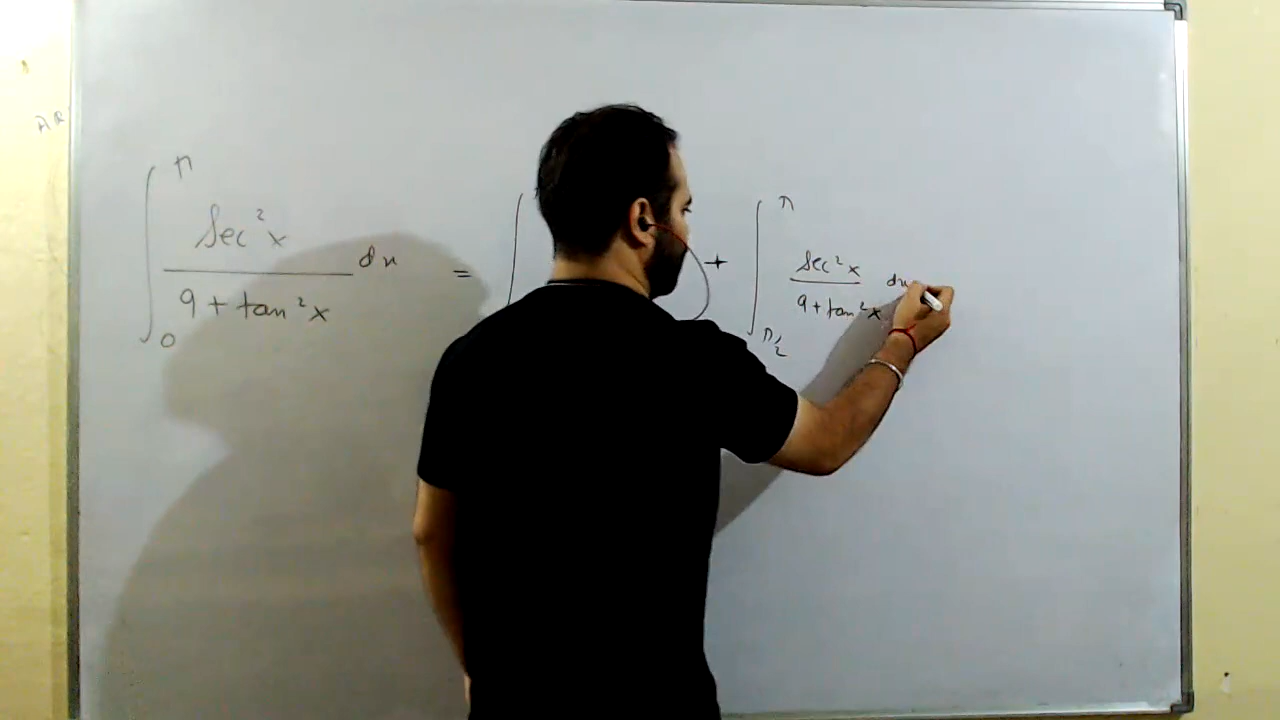 ∫₀^π sec²x / (9 + tan²x) dx = ∫ + ∫_{π/2}^π sec²x / (9 + tan²x) dx